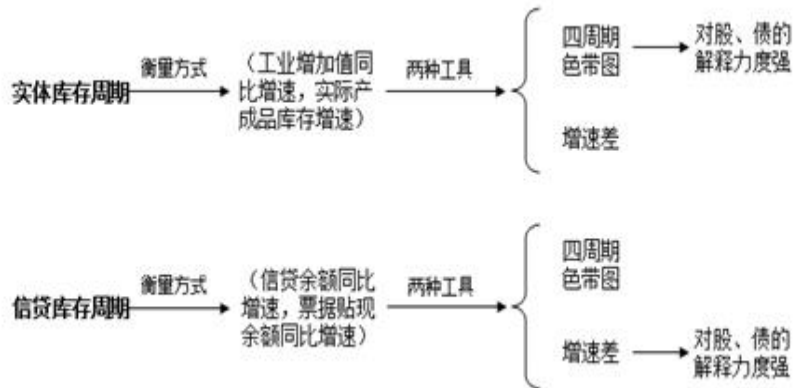 实体库存周期
衡量方式
（工业增加值同
比增速，实际产
成品库存增速）
两种工具
四周期
色带图
对股、债的
解释力度强
增速差
信贷库存周期
衡量方式
（信贷余额同比
增速，票据贴现
余额同比增速）
两种工具
四周期
色带图
增速差
对股、债的
解释力度强